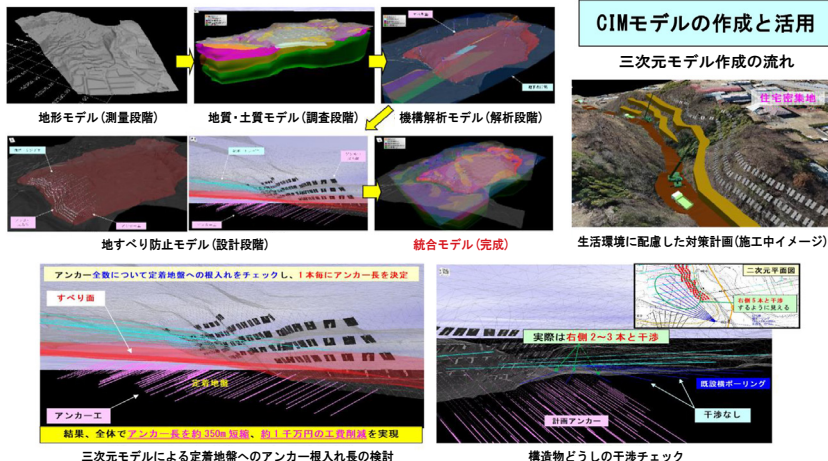 CIMモデルの作成と活用
三次元モデル作成の流れ
地形モデル(測量段階)
地質・土質モデル(調査段階)
機構解析モデル(解析段階)
住宅密集地
地すべり防止モデル(設計段階)
統合モデル(完成)
生活環境に配慮した対策計画(施工中イメージ)
アンカー全数について定着地盤への根入れをチェックし、1本毎にアンカー長を決定
すべり面
定着地盤
アンカー工
結果、全体でアンカー長を約350m短縮、約1千万円の工費削減を実現
三次元モデルによる定着地盤へのアンカー根入れ長の検討
二次元平面図
右側5本と干渉
するように見える
実際は右側2～3本と干渉
既設横ボーリング
干渉なし
計画アンカー
構造物どうしの干渉チェック